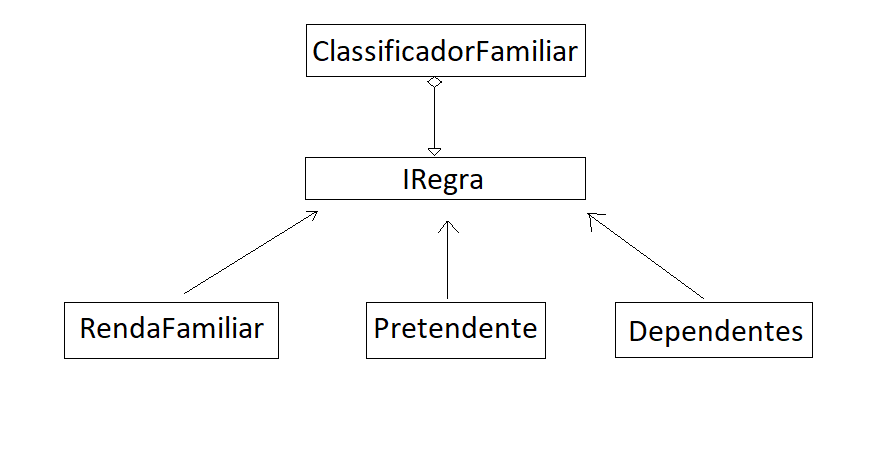 ClassificadorFamiliar
IRegra
RendaFamiliar
Pretendente
Dependentes